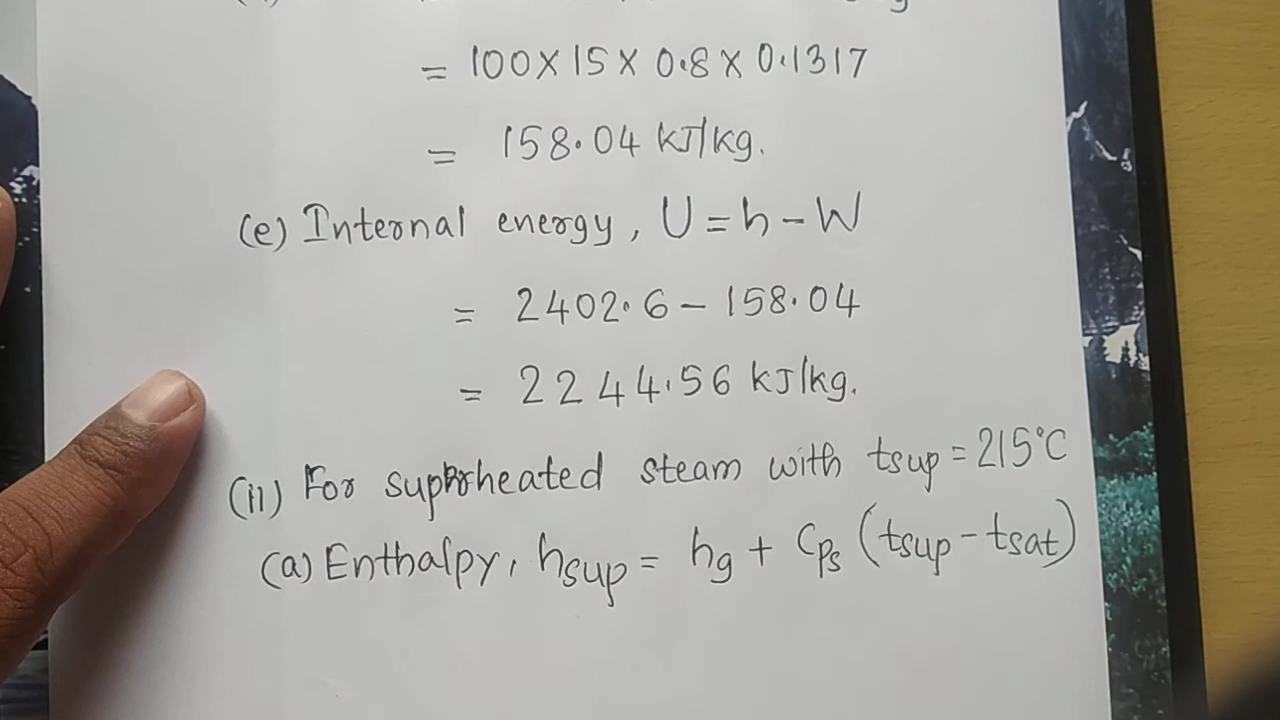 = 100 X 15 X 0.8 X 0.1317
= 158.04 kJ/kg.
(e) Internal energy, U = h - W
= 2402.6 - 158.04
= 2244.56 kJ/kg.
(ii) For superheated steam with tsup = 215°C
(a) Enthalpy, hsup = hg + Cps (tsup - tsat)